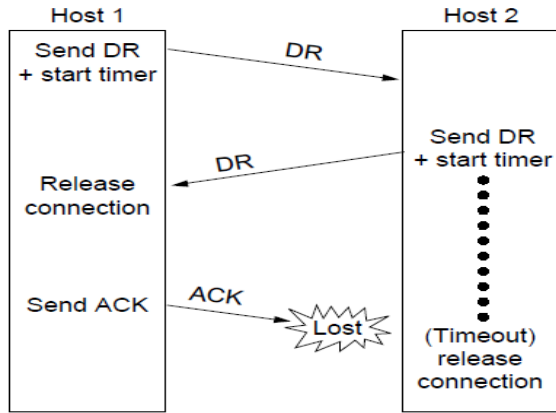 Host 1
Host 2
Send DR
+ start timer
DR
Send DR
+ start timer
DR
Release
connection
Send ACK
ACK
Lost
(Timeout)
release
connection